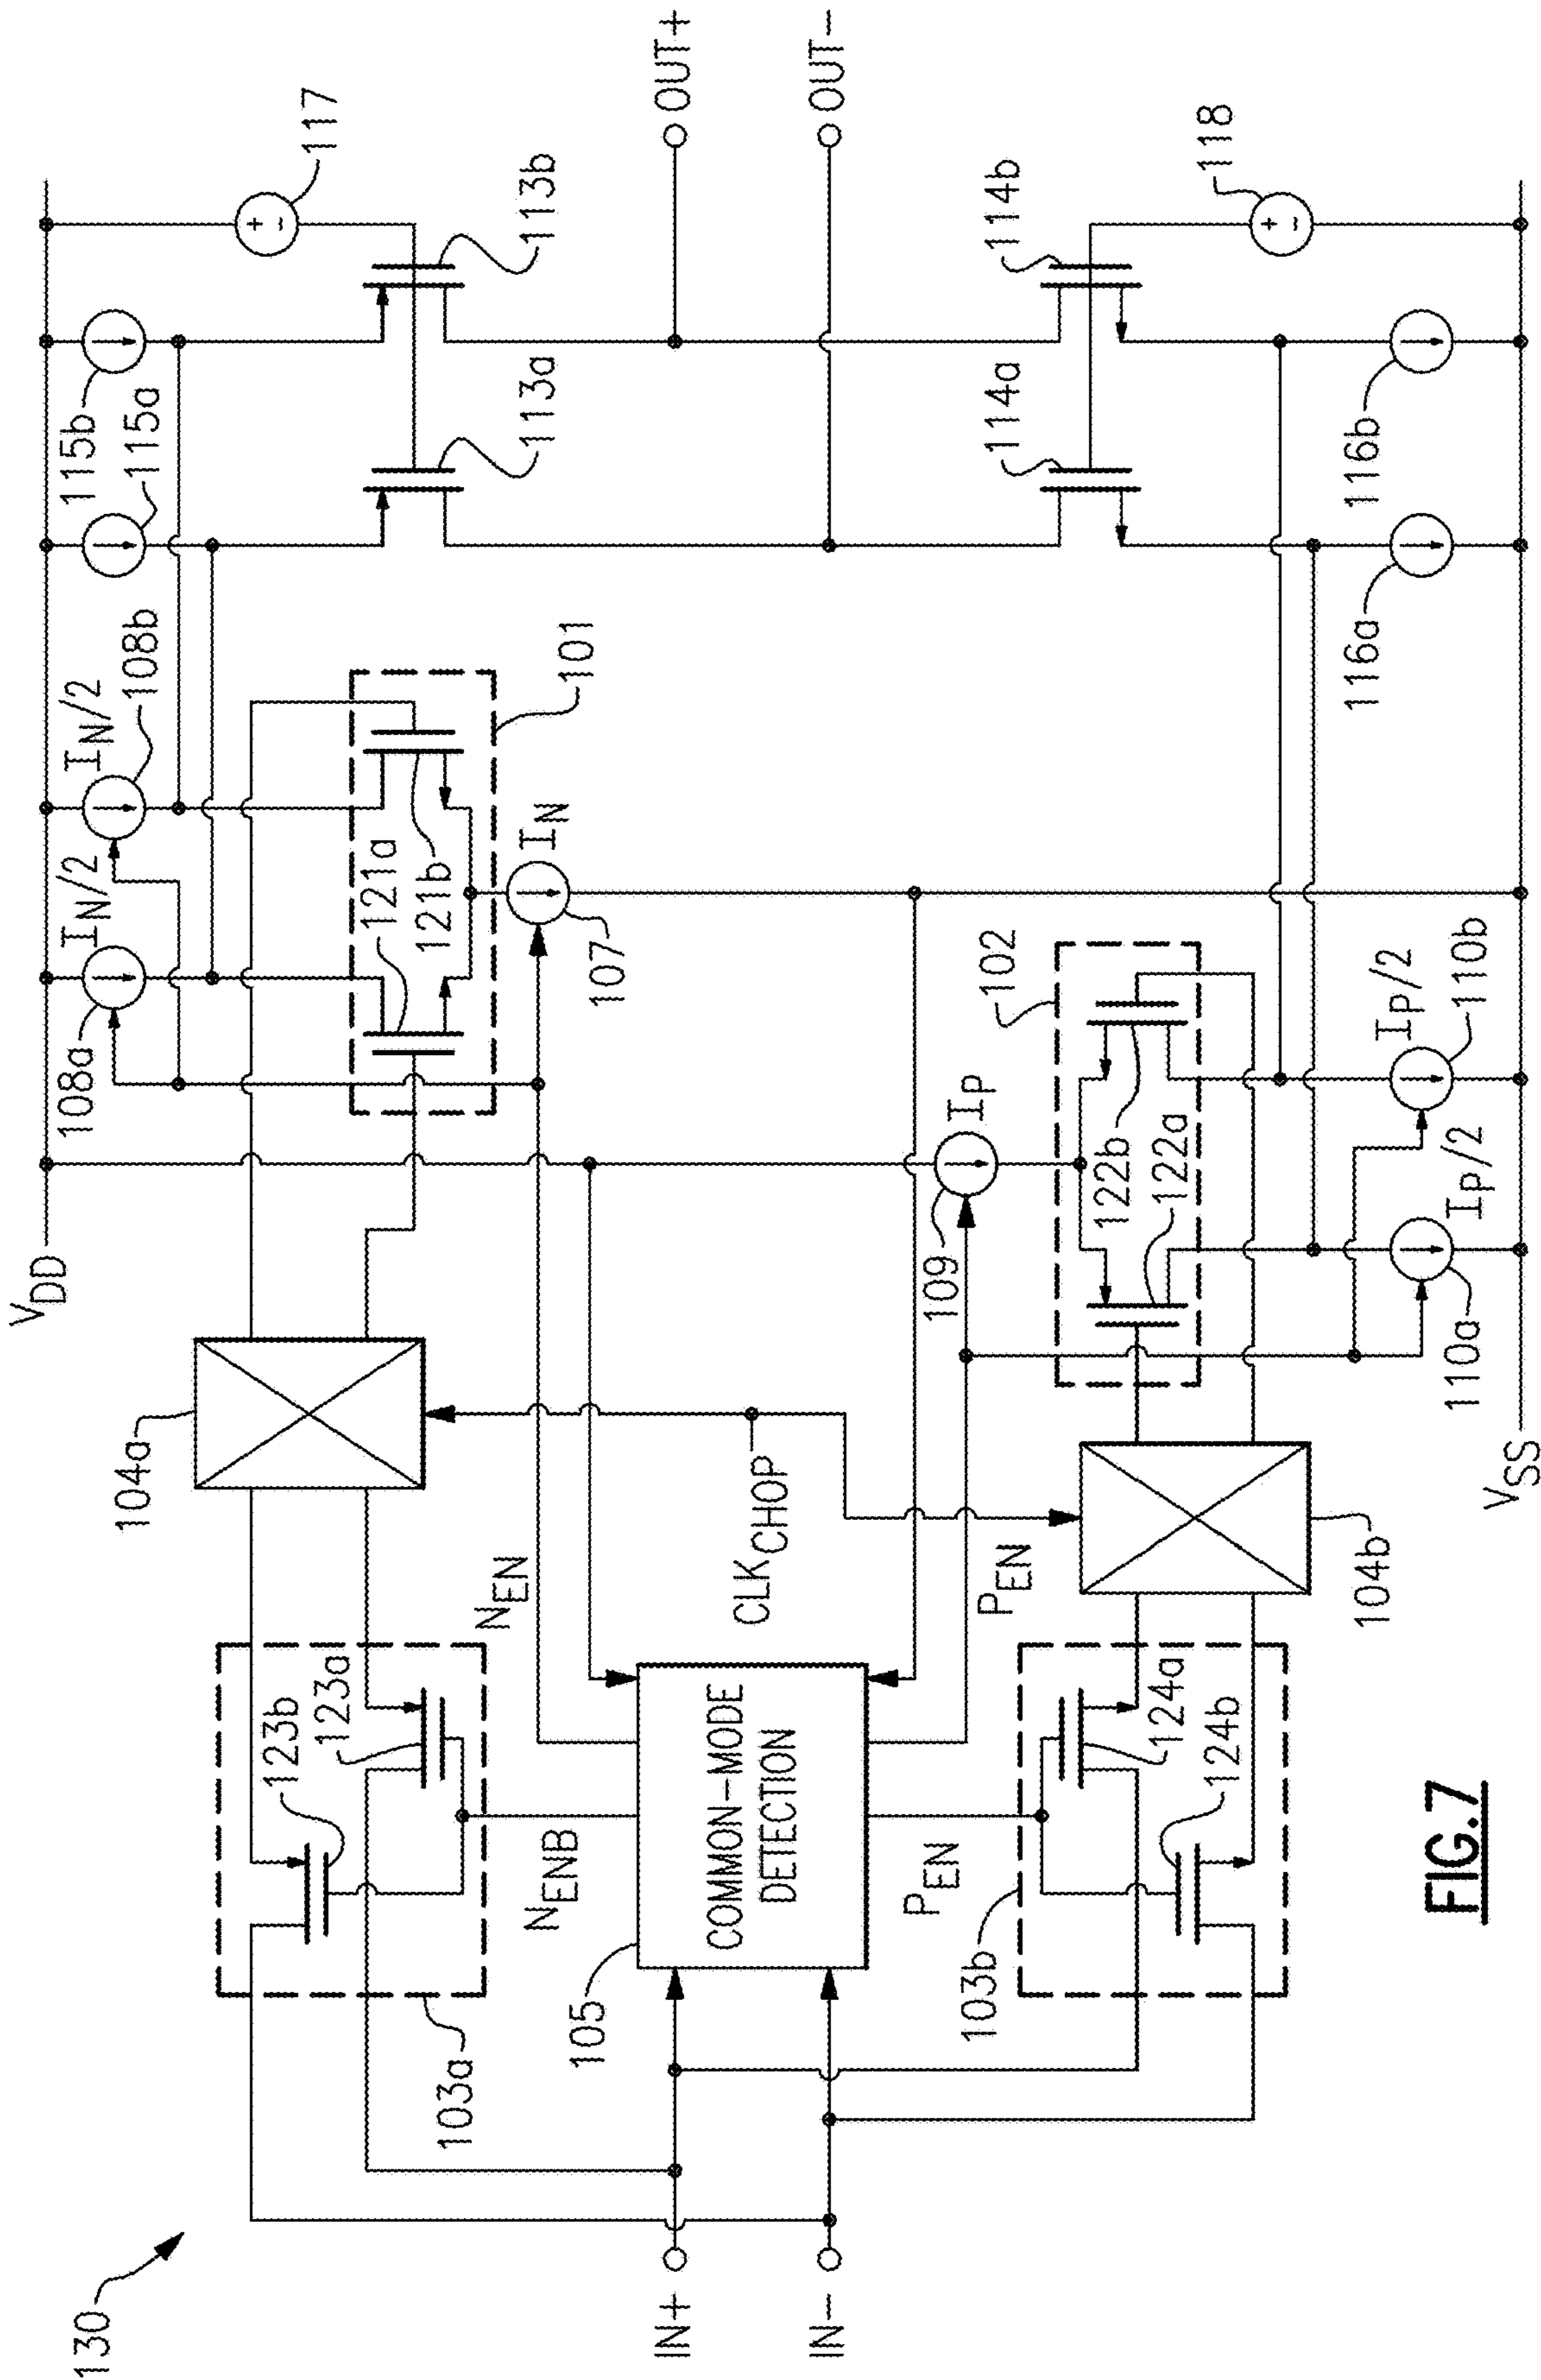 130
V_DD
V_SS
IN+
IN-
OUT+
OUT-
103a
123b
123a
N_ENB
N_EN
105
COMMON-MODE
DETECTION
P_EN
P_EN
103b
124a
124b
104a
CLK_CHOP
104b
108a
I_N/2
108b
I_N/2
101
121a
121b
I_N
107
109
I_P
102
122b
122a
110a
I_P/2
110b
I_P/2
115b
115a
113a
113b
117
114a
114b
118
116a
116b
FIG.7